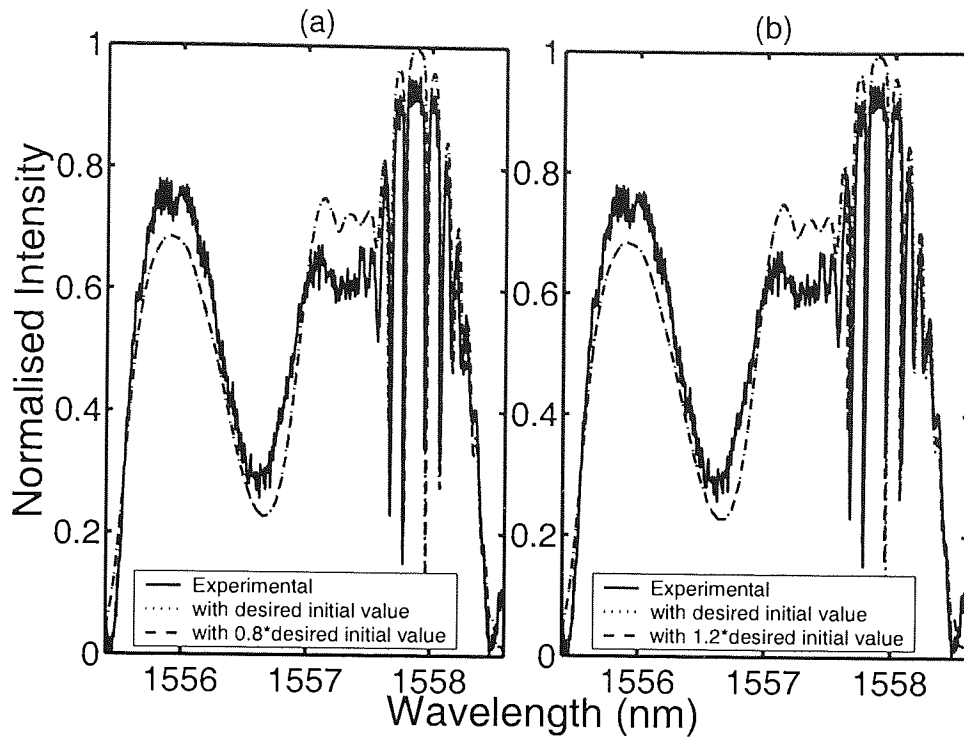 (a)
(b)
Normalised Intensity
1
0.8
0.6
0.4
0.2
0
1556
1557
1558
Experimental
with desired initial value
with 0.8*desired initial value
1
0.8
0.6
0.4
0.2
0
1556
1557
1558
Experimental
with desired initial value
with 1.2*desired initial value
Wavelength (nm)